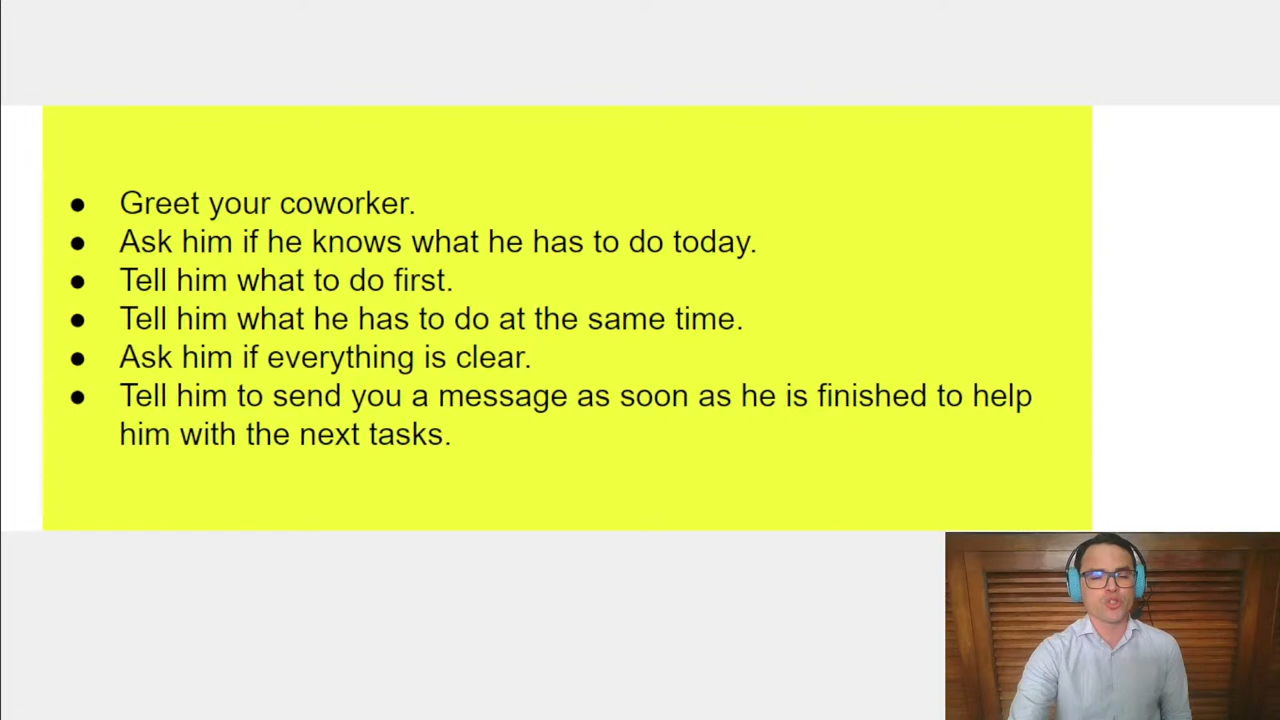 ● Greet your coworker.
● Ask him if he knows what he has to do today.
● Tell him what to do first.
● Tell him what he has to do at the same time.
● Ask him if everything is clear.
● Tell him to send you a message as soon as he is finished to help
him with the next tasks.